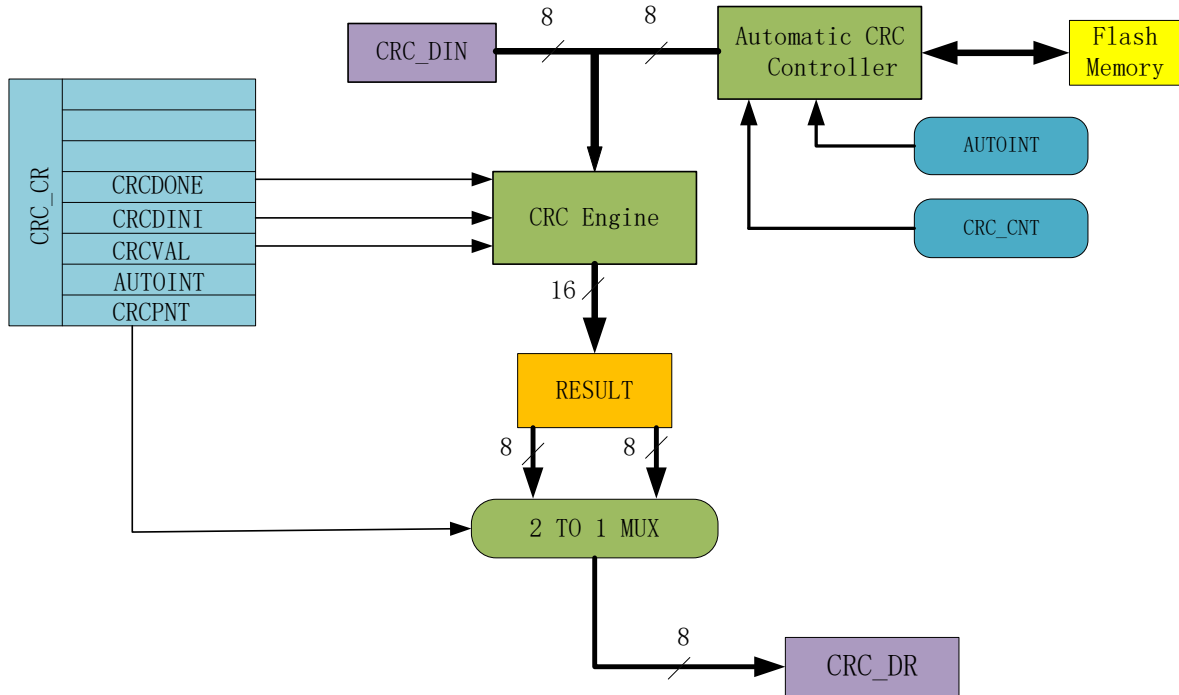 8
8
CRC_DIN
Automatic CRC
Controller
Flash
Memory
CRC_CR
CRCDONE
CRCDINI
CRCVAL
AUTOINT
CRCPNT
CRC Engine
AUTOINT
CRC_CNT
16
RESULT
8
8
2 TO 1 MUX
8
CRC_DR